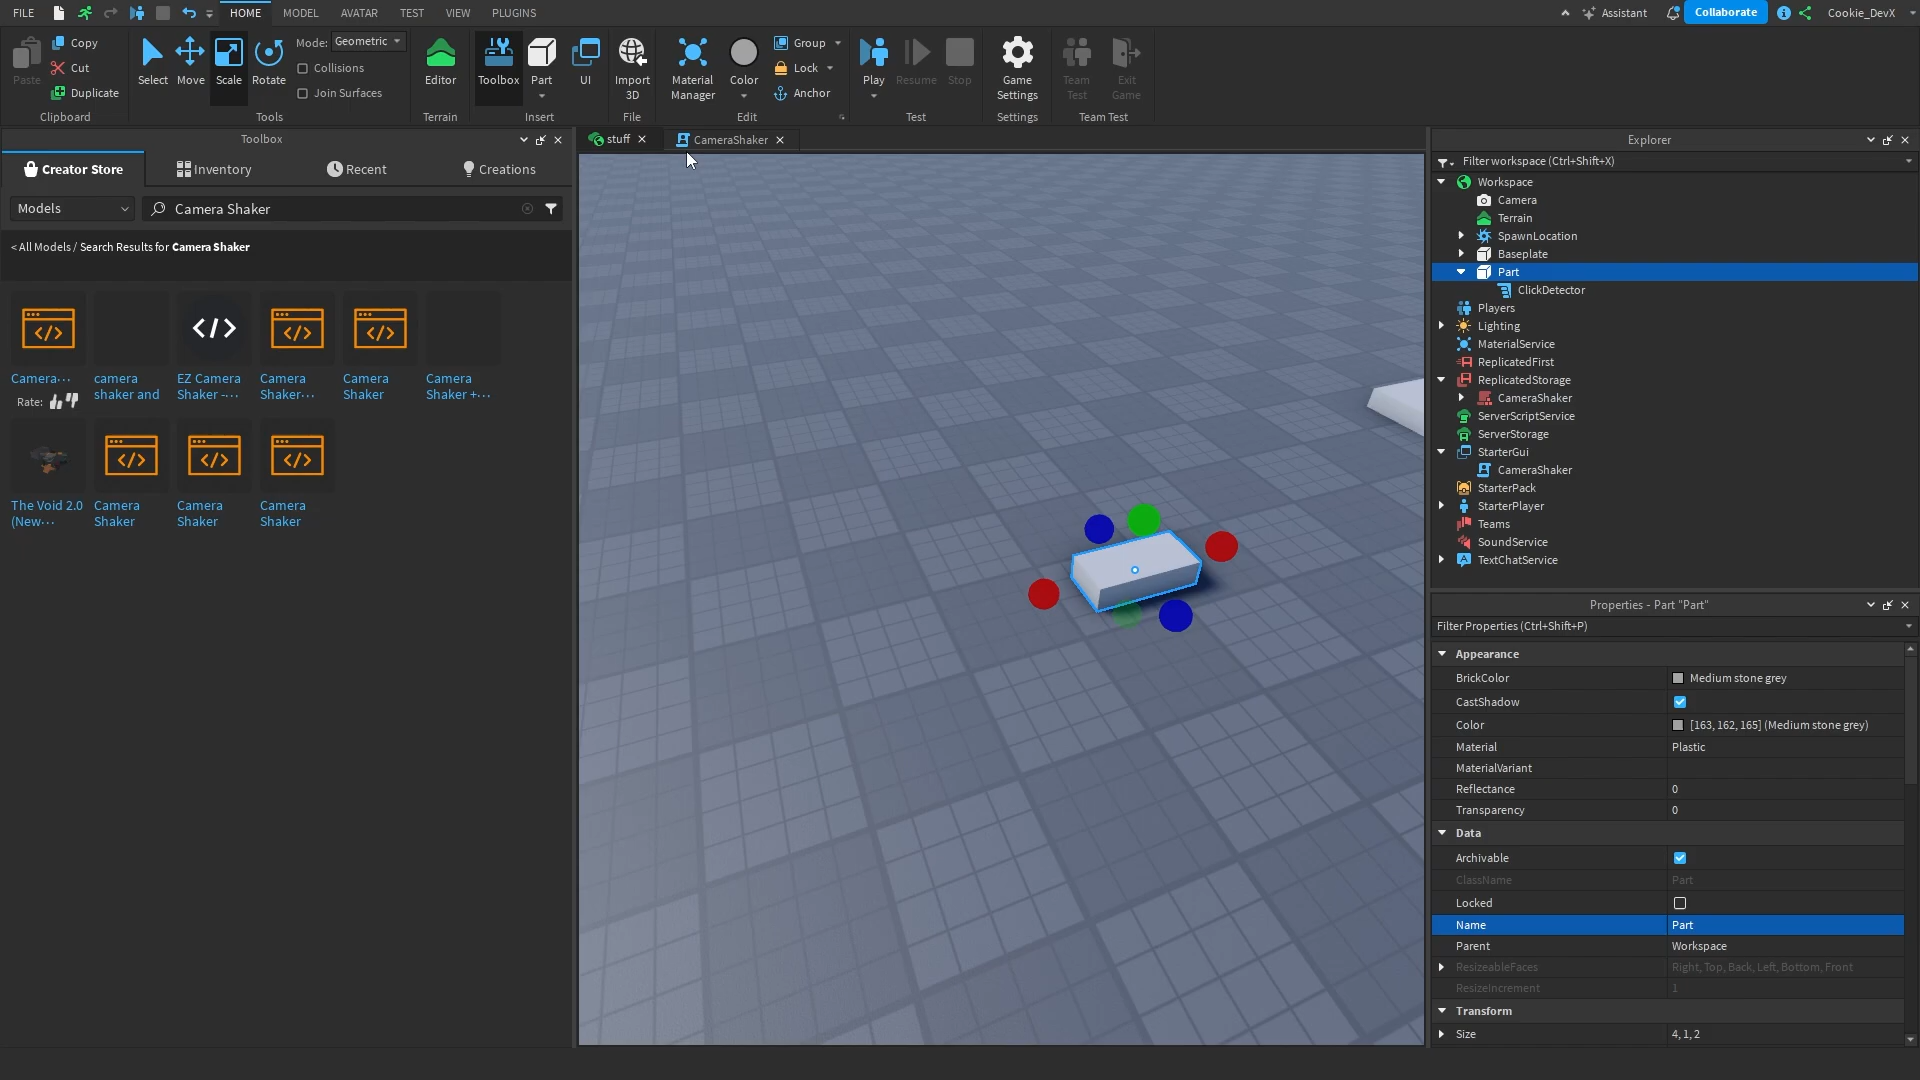 FILE HOME MODEL AVATAR TEST VIEW PLUGINS Assistant Collaborate Cookie_DevX
Paste
Copy
Cut
Duplicate
Clipboard
Select Move Scale Rotate
Mode: Geometric
Collisions
Join Surfaces
Tools
Editor
Terrain
Toolbox Part UI
Insert
Import 3D
File
Material Manager
Color
Group
Lock
Anchor
Edit
Play Resume Stop
Test
Game Settings
Settings
Team Test
Exit Game
Team Test
Toolbox
Creator Store Inventory Recent Creations
Models Camera Shaker
< All Models / Search Results for Camera Shaker
Camera···
Rate:
camera shaker and
EZ Camera Shaker -···
Camera Shaker···
Camera Shaker
Camera Shaker +···
The Void 2.0 (New···
Camera Shaker
Camera Shaker
Camera Shaker
stuff CameraShaker
Explorer
Filter workspace (Ctrl+Shift+X)
Workspace
Camera
Terrain
SpawnLocation
Baseplate
Part
ClickDetector
Players
Lighting
MaterialService
ReplicatedFirst
ReplicatedStorage
CameraShaker
ServerScriptService
ServerStorage
StarterGui
CameraShaker
StarterPack
StarterPlayer
Teams
SoundService
TextChatService
Properties - Part "Part"
Filter Properties (Ctrl+Shift+P)
Appearance
BrickColor Medium stone grey
CastShadow
Color [163, 162, 165] (Medium stone grey)
Material Plastic
MaterialVariant
Reflectance 0
Transparency 0
Data
Archivable
ClassName Part
Locked
Name Part
Parent Workspace
ResizeableFaces Right, Top, Back, Left, Bottom, Front
ResizeIncrement 1
Transform
Size 4, 1, 2